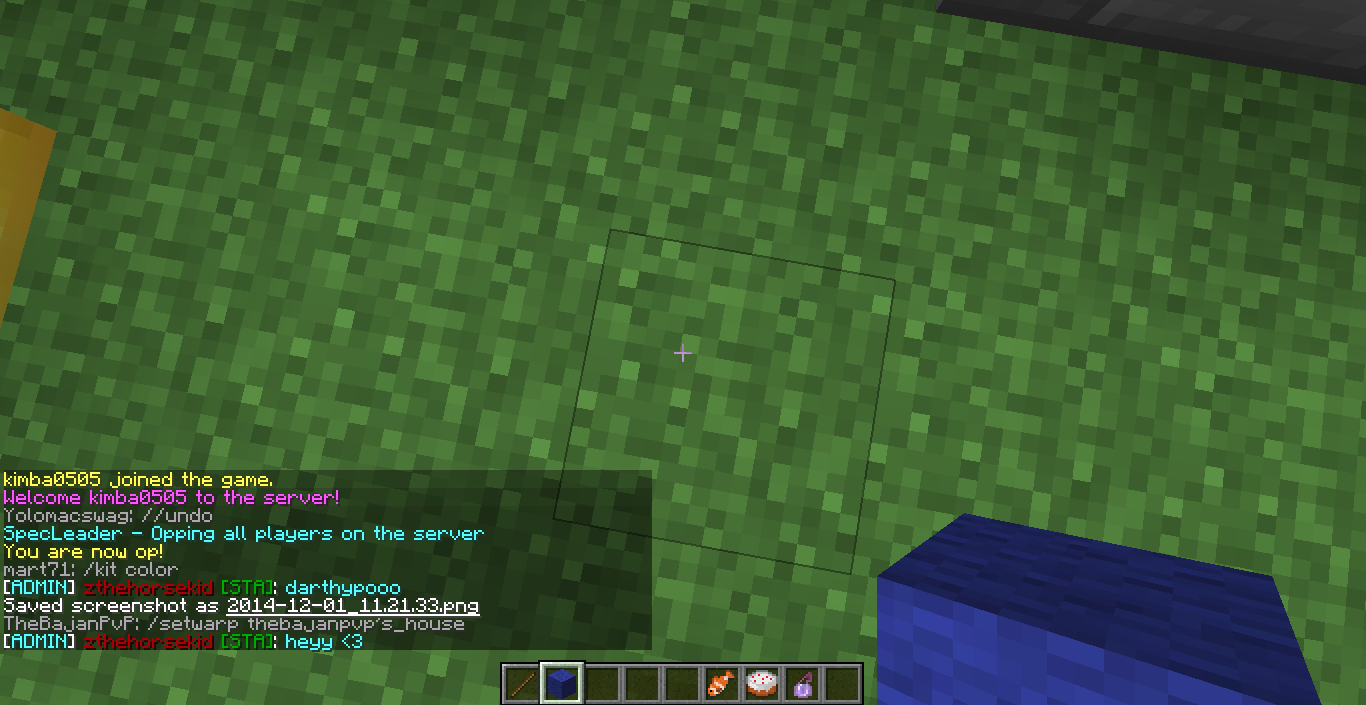 kimba0505 joined the game.
Welcome kimba0505 to the server!
Yolomacswag: //undo
SpecLeader - Opping all players on the server
You are now op!
mart71: /kit color
[ADMIN] zthehorsekid [STA]: darthypooo
Saved screenshot as 2014-12-01_11.21.33.png
TheBajanPvP: /setwarp thebajanpvp's_house
[ADMIN] zthehorsekid [STA]: heyy <3